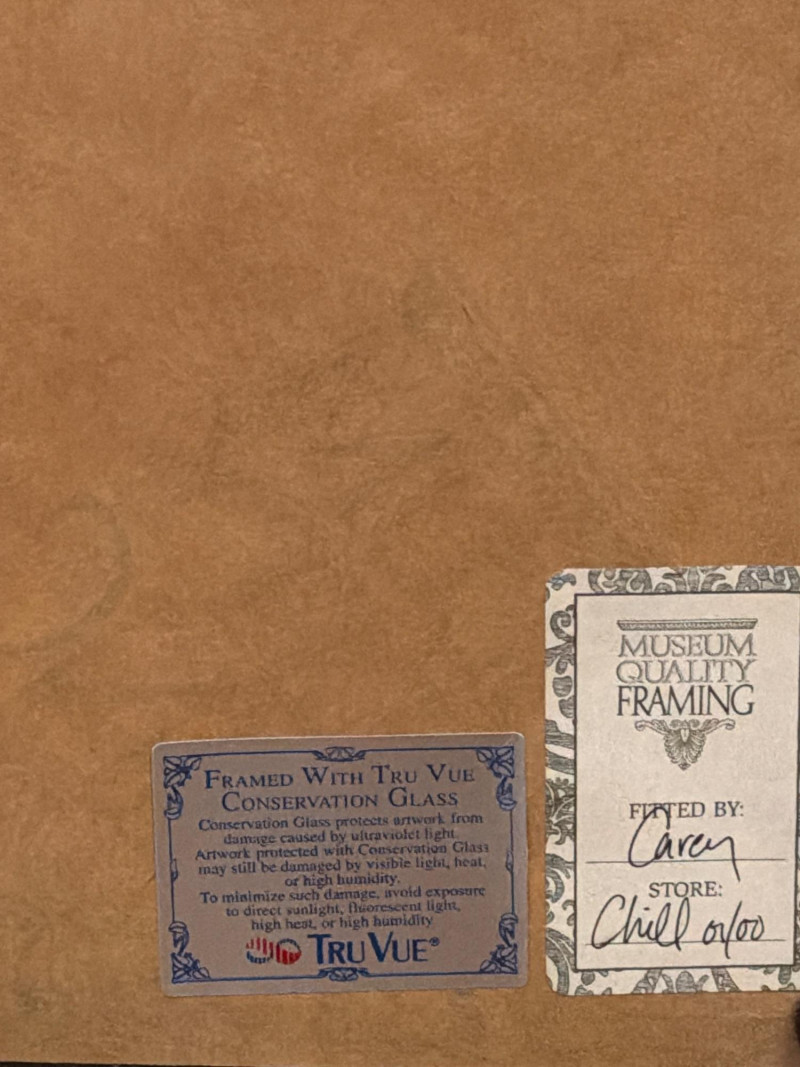 FRAMED WITH TRU VUE
CONSERVATION GLASS
Conservation Glass protects artwork from
damage caused by ultraviolet light.
Artwork protected with Conservation Glass
may still be damaged by visible light, heat,
or high humidity.
To minimize such damage, avoid exposure
to direct sunlight, fluorescent light,
high heat, or high humidity
TRU VUE®
MUSEUM
QUALITY
FRAMING
FITTED BY:
Carey
STORE:
Chill 01/00